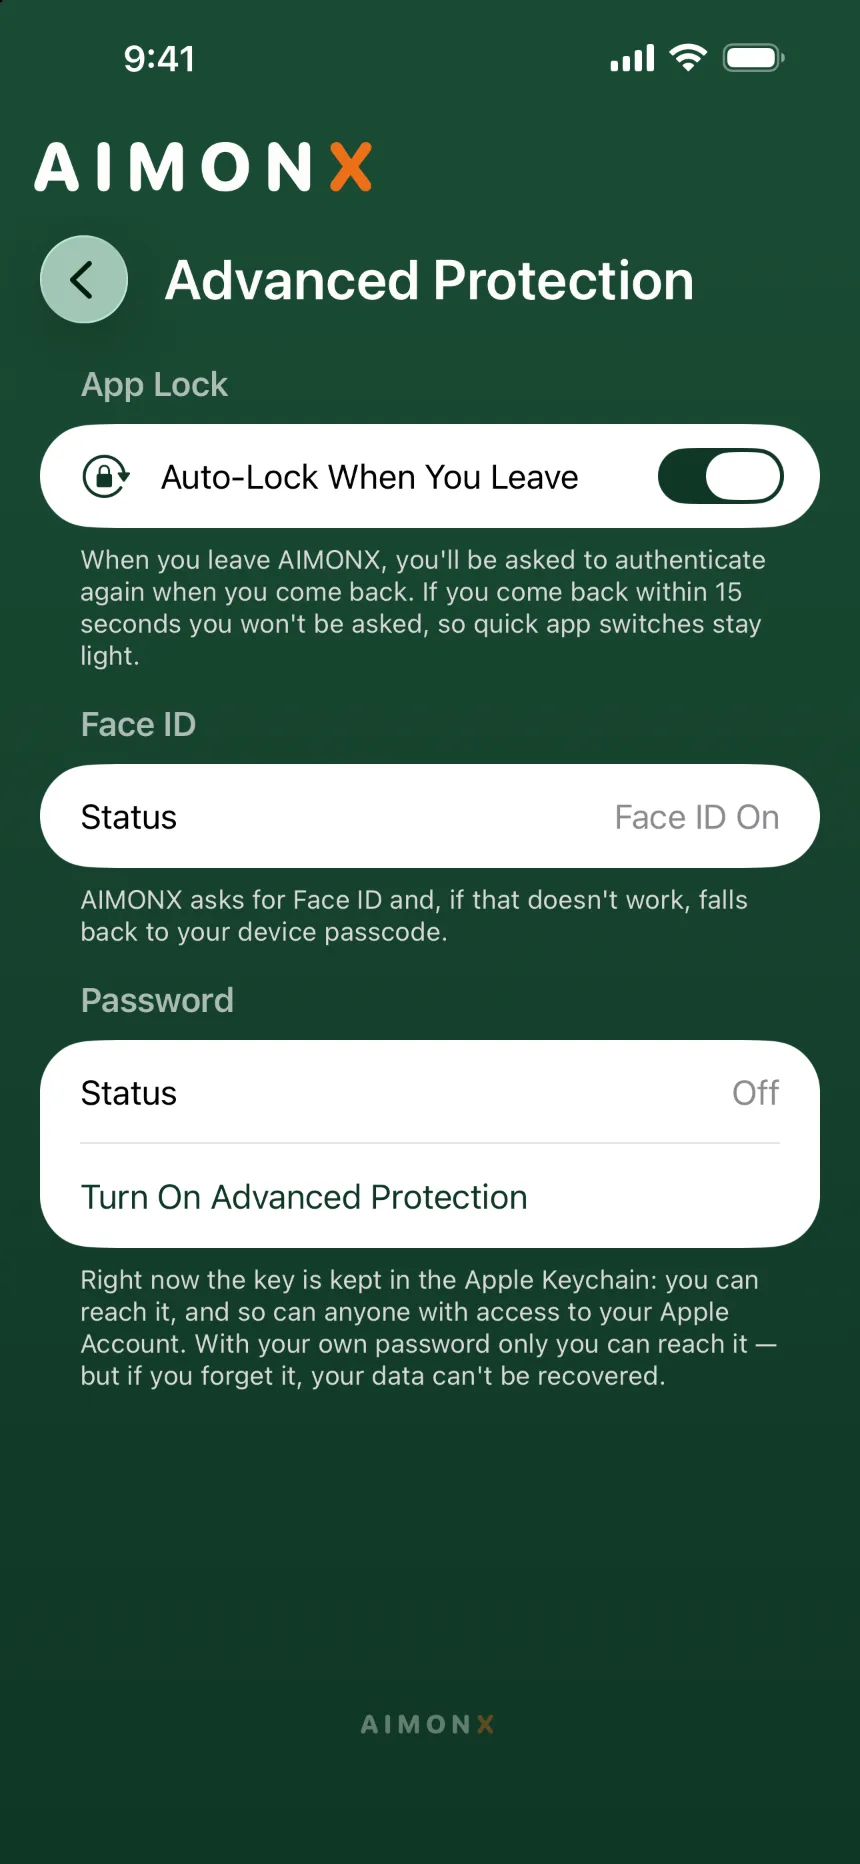 9:41
AIMONX
Advanced Protection
App Lock
Auto-Lock When You Leave
When you leave AIMONX, you'll be asked to authenticate
again when you come back. If you come back within 15
seconds you won't be asked, so quick app switches stay
light.
Face ID
Status Face ID On
AIMONX asks for Face ID and, if that doesn't work, falls
back to your device passcode.
Password
Status Off
Turn On Advanced Protection
Right now the key is kept in the Apple Keychain: you can
reach it, and so can anyone with access to your Apple
Account. With your own password only you can reach it —
but if you forget it, your data can't be recovered.
AIMONX